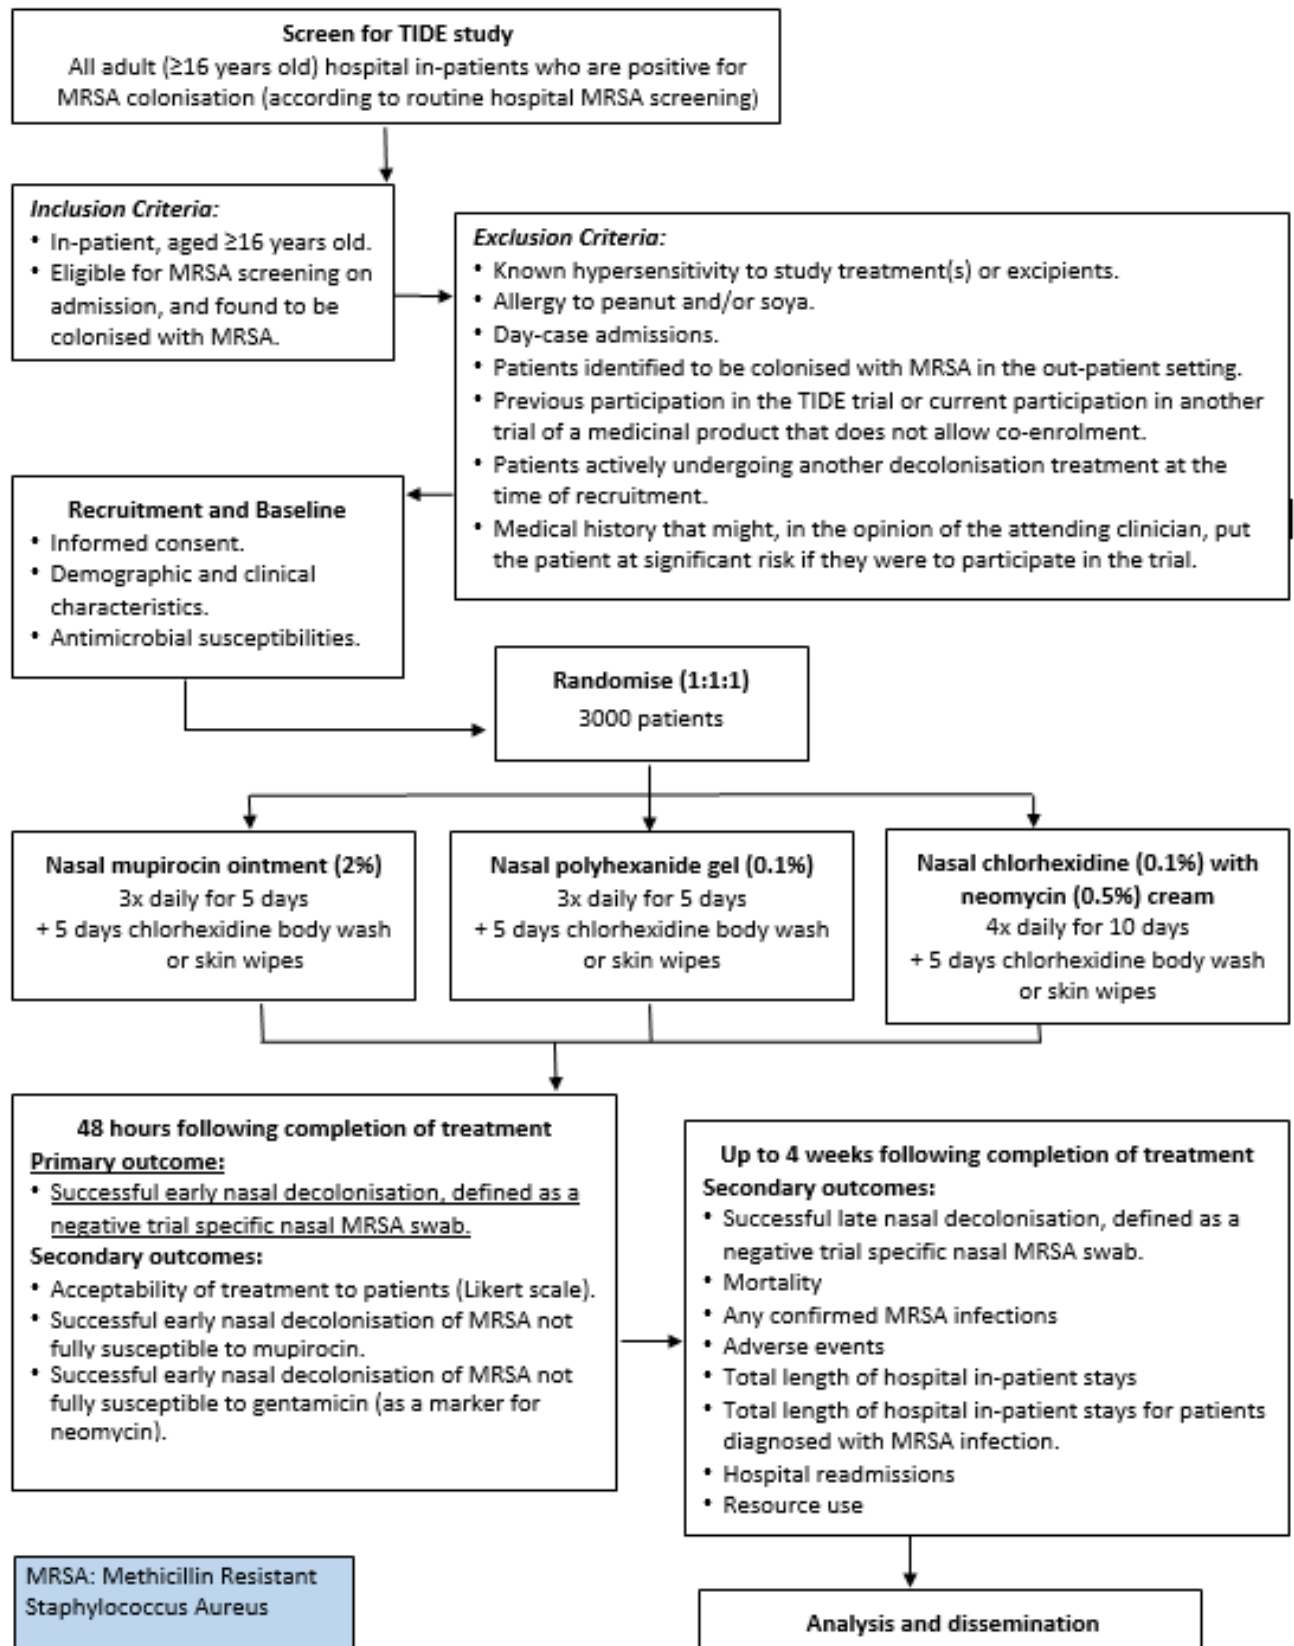 Screen for TIDE study
All adult (≥16 years old) hospital in-patients who are positive for
MRSA colonisation (according to routine hospital MRSA screening)
Inclusion Criteria:
• In-patient, aged ≥16 years old.
• Eligible for MRSA screening on
admission, and found to be
colonised with MRSA.
Exclusion Criteria:
• Known hypersensitivity to study treatment(s) or excipients.
• Allergy to peanut and/or soya.
• Day-case admissions.
• Patients identified to be colonised with MRSA in the out-patient setting.
• Previous participation in the TIDE trial or current participation in another
trial of a medicinal product that does not allow co-enrolment.
• Patients actively undergoing another decolonisation treatment at the
time of recruitment.
• Medical history that might, in the opinion of the attending clinician, put
the patient at significant risk if they were to participate in the trial.
Recruitment and Baseline
• Informed consent.
• Demographic and clinical
characteristics.
• Antimicrobial susceptibilities.
Randomise (1:1:1)
3000 patients
Nasal mupirocin ointment (2%)
3x daily for 5 days
+ 5 days chlorhexidine body wash
or skin wipes
Nasal polyhexanide gel (0.1%)
3x daily for 5 days
+ 5 days chlorhexidine body wash
or skin wipes
Nasal chlorhexidine (0.1%) with
neomycin (0.5%) cream
4x daily for 10 days
+ 5 days chlorhexidine body wash
or skin wipes
48 hours following completion of treatment
Primary outcome:
• Successful early nasal decolonisation, defined as a
negative trial specific nasal MRSA swab.
Secondary outcomes:
• Acceptability of treatment to patients (Likert scale).
• Successful early nasal decolonisation of MRSA not
fully susceptible to mupirocin.
• Successful early nasal decolonisation of MRSA not
fully susceptible to gentamicin (as a marker for
neomycin).
Up to 4 weeks following completion of treatment
Secondary outcomes:
• Successful late nasal decolonisation, defined as a
negative trial specific nasal MRSA swab.
• Mortality
• Any confirmed MRSA infections
• Adverse events
• Total length of hospital in-patient stays
• Total length of hospital in-patient stays for patients
diagnosed with MRSA infection.
• Hospital readmissions
• Resource use
MRSA: Methicillin Resistant
Staphylococcus Aureus
Analysis and dissemination